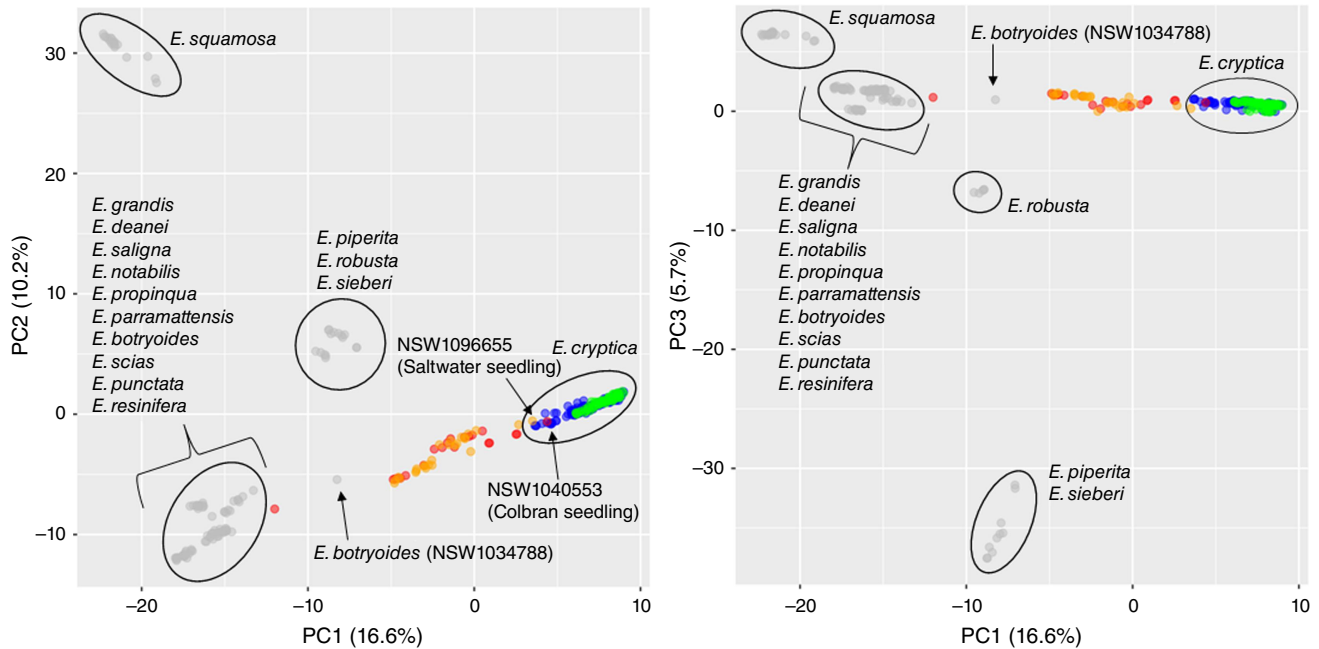 E. squamosa
30
20
10
0
−10
PC2 (10.2%)
E. grandis
E. deanei
E. saligna
E. notabilis
E. propinqua
E. parramattensis
E. botryoides
E. scias
E. punctata
E. resinifera
E. piperita
E. robusta
E. sieberi
NSW1096655
(Saltwater seedling)
E. cryptica
NSW1040553
(Colbran seedling)
E. botryoides (NSW1034788)
−20
−10
0
10
PC1 (16.6%)
E. squamosa
E. botryoides (NSW1034788)
E. cryptica
0
−10
−20
−30
PC3 (5.7%)
E. grandis
E. deanei
E. saligna
E. notabilis
E. propinqua
E. parramattensis
E. botryoides
E. scias
E. punctata
E. resinifera
E. robusta
E. piperita
E. sieberi
−20
−10
0
10
PC1 (16.6%)